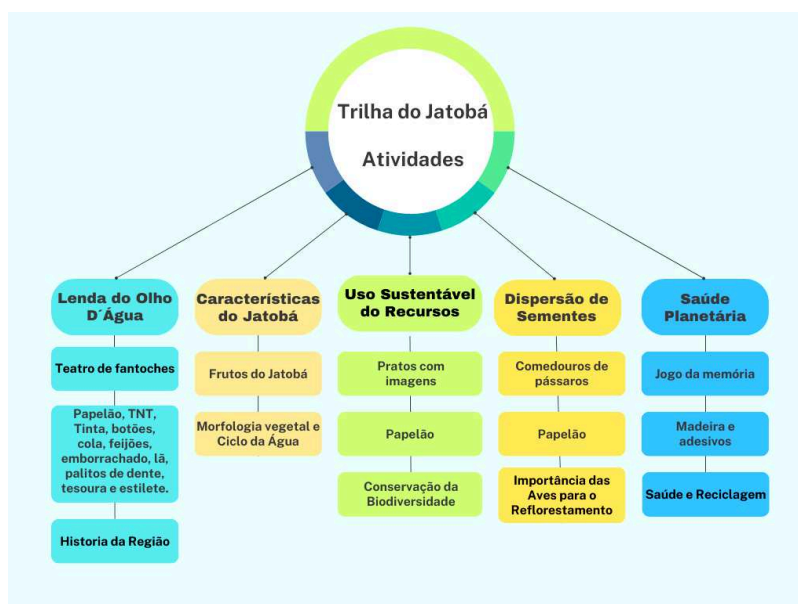 Trilha do Jatobá
Atividades
Lenda do Olho
D´Água
Teatro de fantoches
Papelão, TNT,
Tinta, botões,
cola, feijões,
emborrachado, lã,
palitos de dente,
tesoura e estilete.
Historia da Região
Características
do Jatobá
Frutos do Jatobá
Morfologia vegetal e
Ciclo da Água
Uso Sustentável
do Recursos
Pratos com
imagens
Papelão
Conservação da
Biodiversidade
Dispersão de
Sementes
Comedouros de
pássaros
Papelão
Importância das
Aves para o
Reflorestamento
Saúde
Planetária
Jogo da memória
Madeira e
adesivos
Saúde e Reciclagem